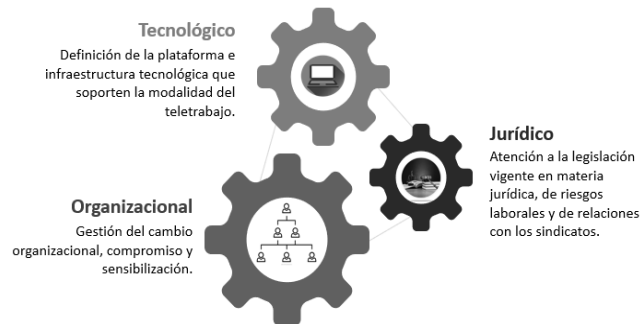 Tecnológico
Definición de la plataforma e
infraestructura tecnológica que
soporten la modalidad del
teletrabajo.
Jurídico
Atención a la legislación
vigente en materia
jurídica, de riesgos
laborales y de relaciones
con los sindicatos.
Organizacional
Gestión del cambio
organizacional, compromiso y
sensibilización.